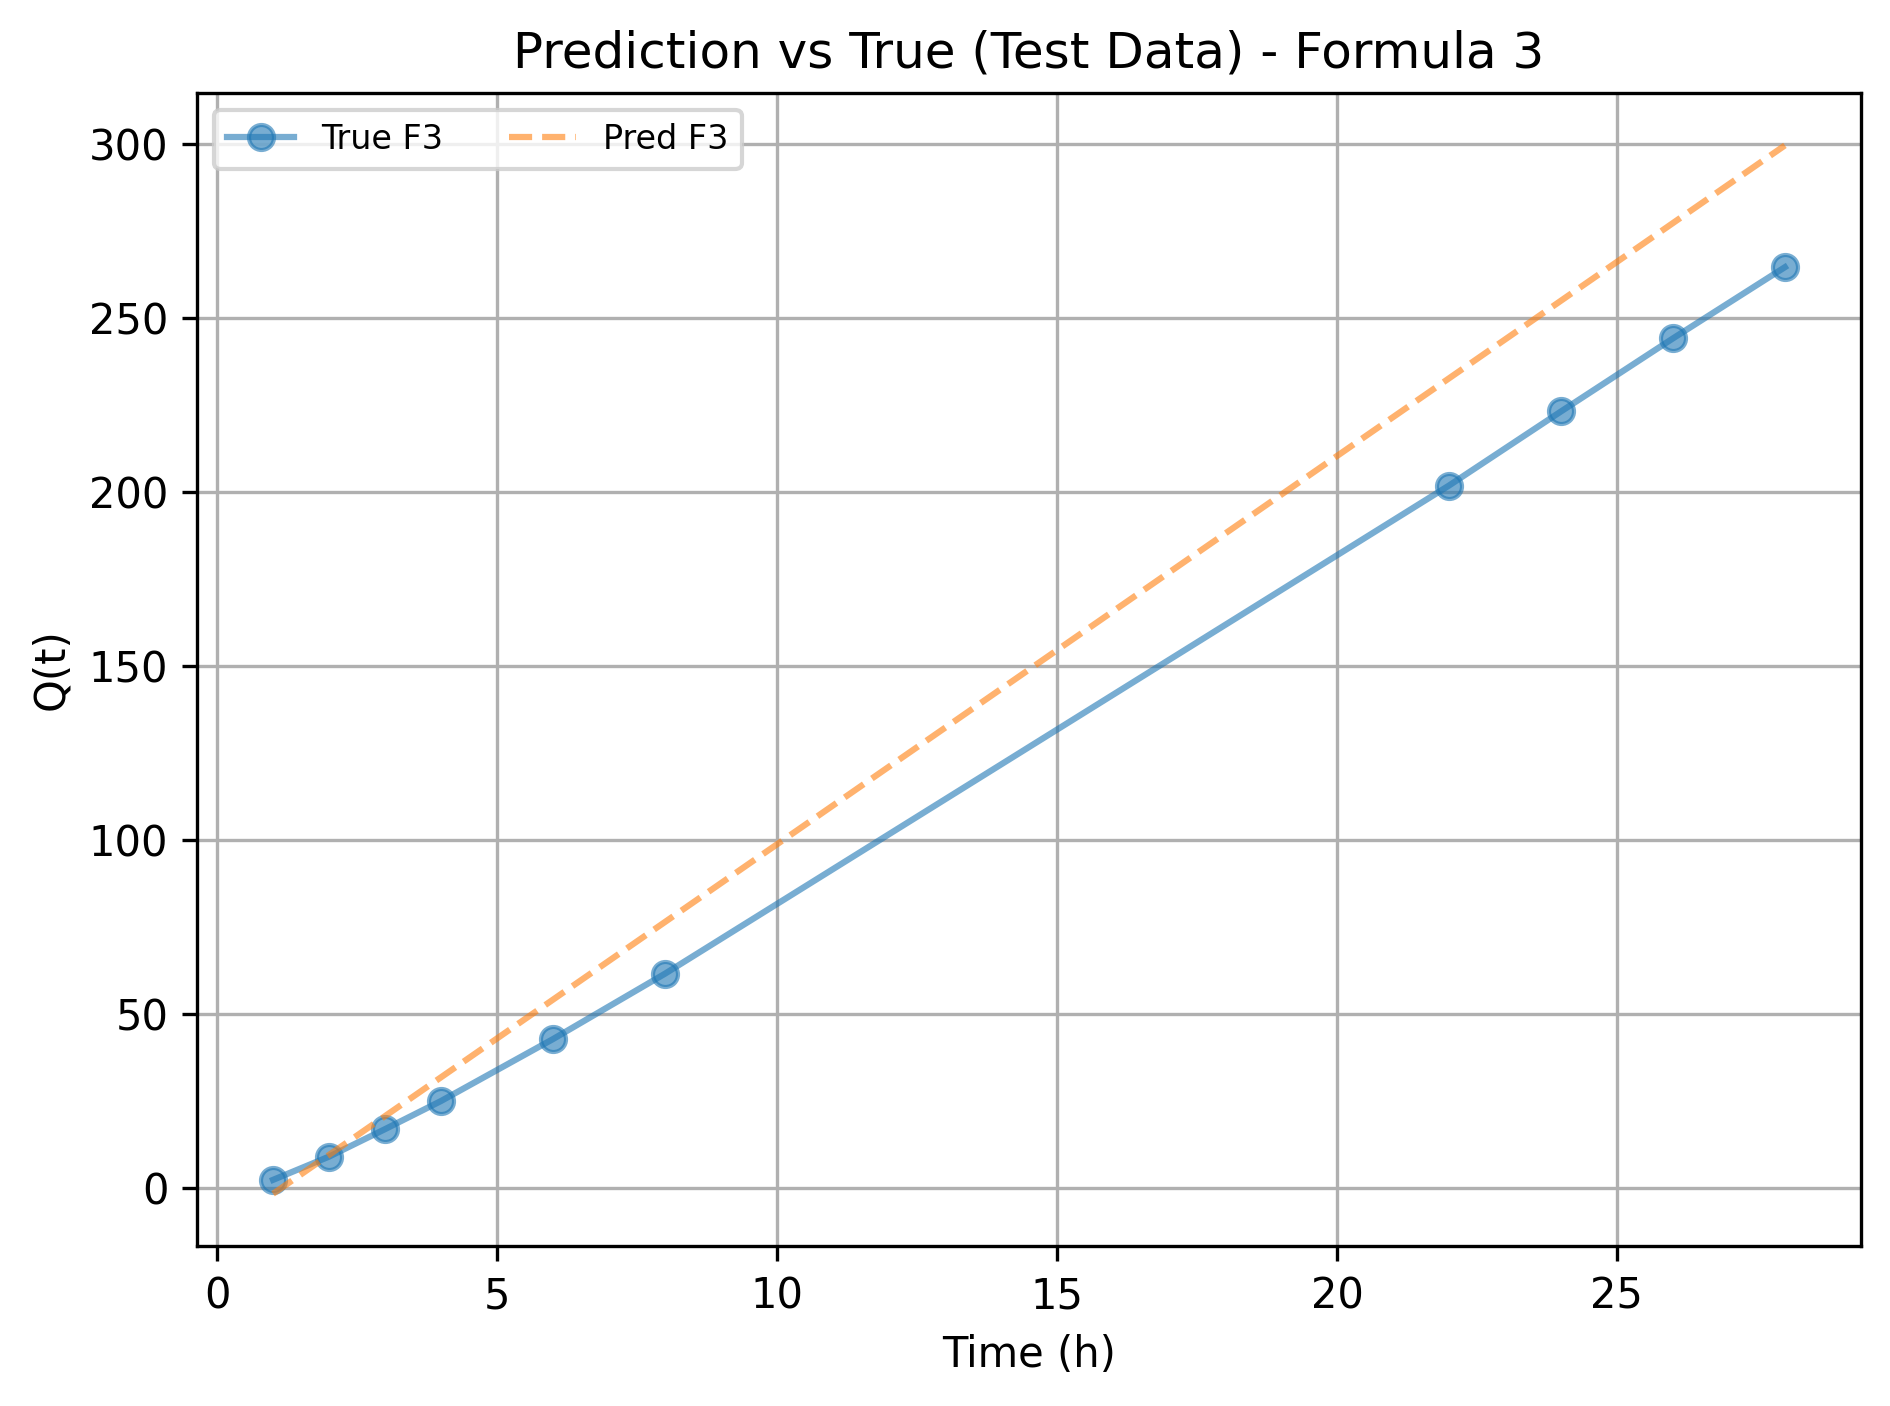 Prediction vs True (Test Data) - Formula 3
True F3
Pred F3
300
250
200
150
100
50
0
Q(t)
0 5 10 15 20 25
Time (h)